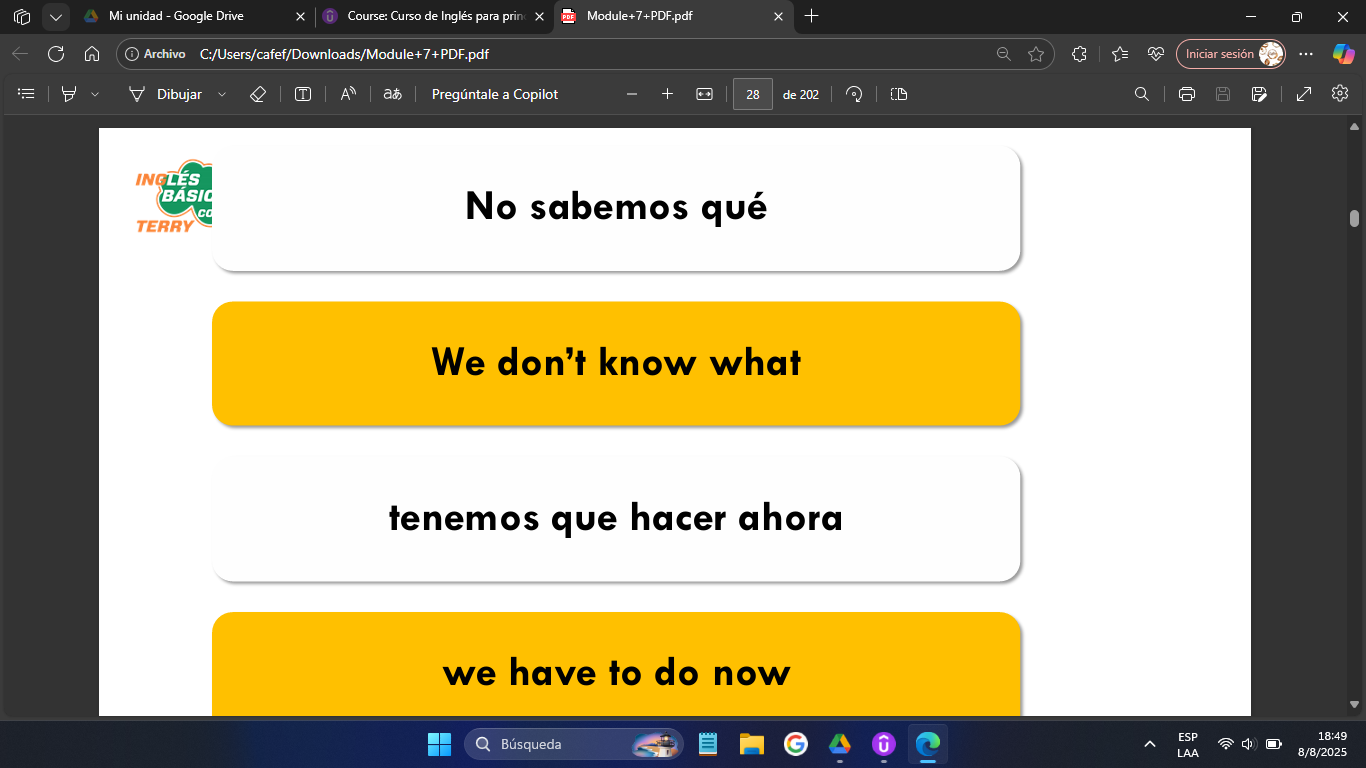 Mi unidad - Google Drive
Course: Curso de Inglés para prin
Module+7+PDF.pdf
Archivo
C:/Users/cafef/Downloads/Module+7+PDF.pdf
Iniciar sesión
Dibujar
Pregúntale a Copilot
28
de 202
INGLÉS
BÁSIC
CO
TERRY
No sabemos qué
We don't know what
tenemos que hacer ahora
we have to do now
Búsqueda
ESP
LAA
18:49
8/8/2025